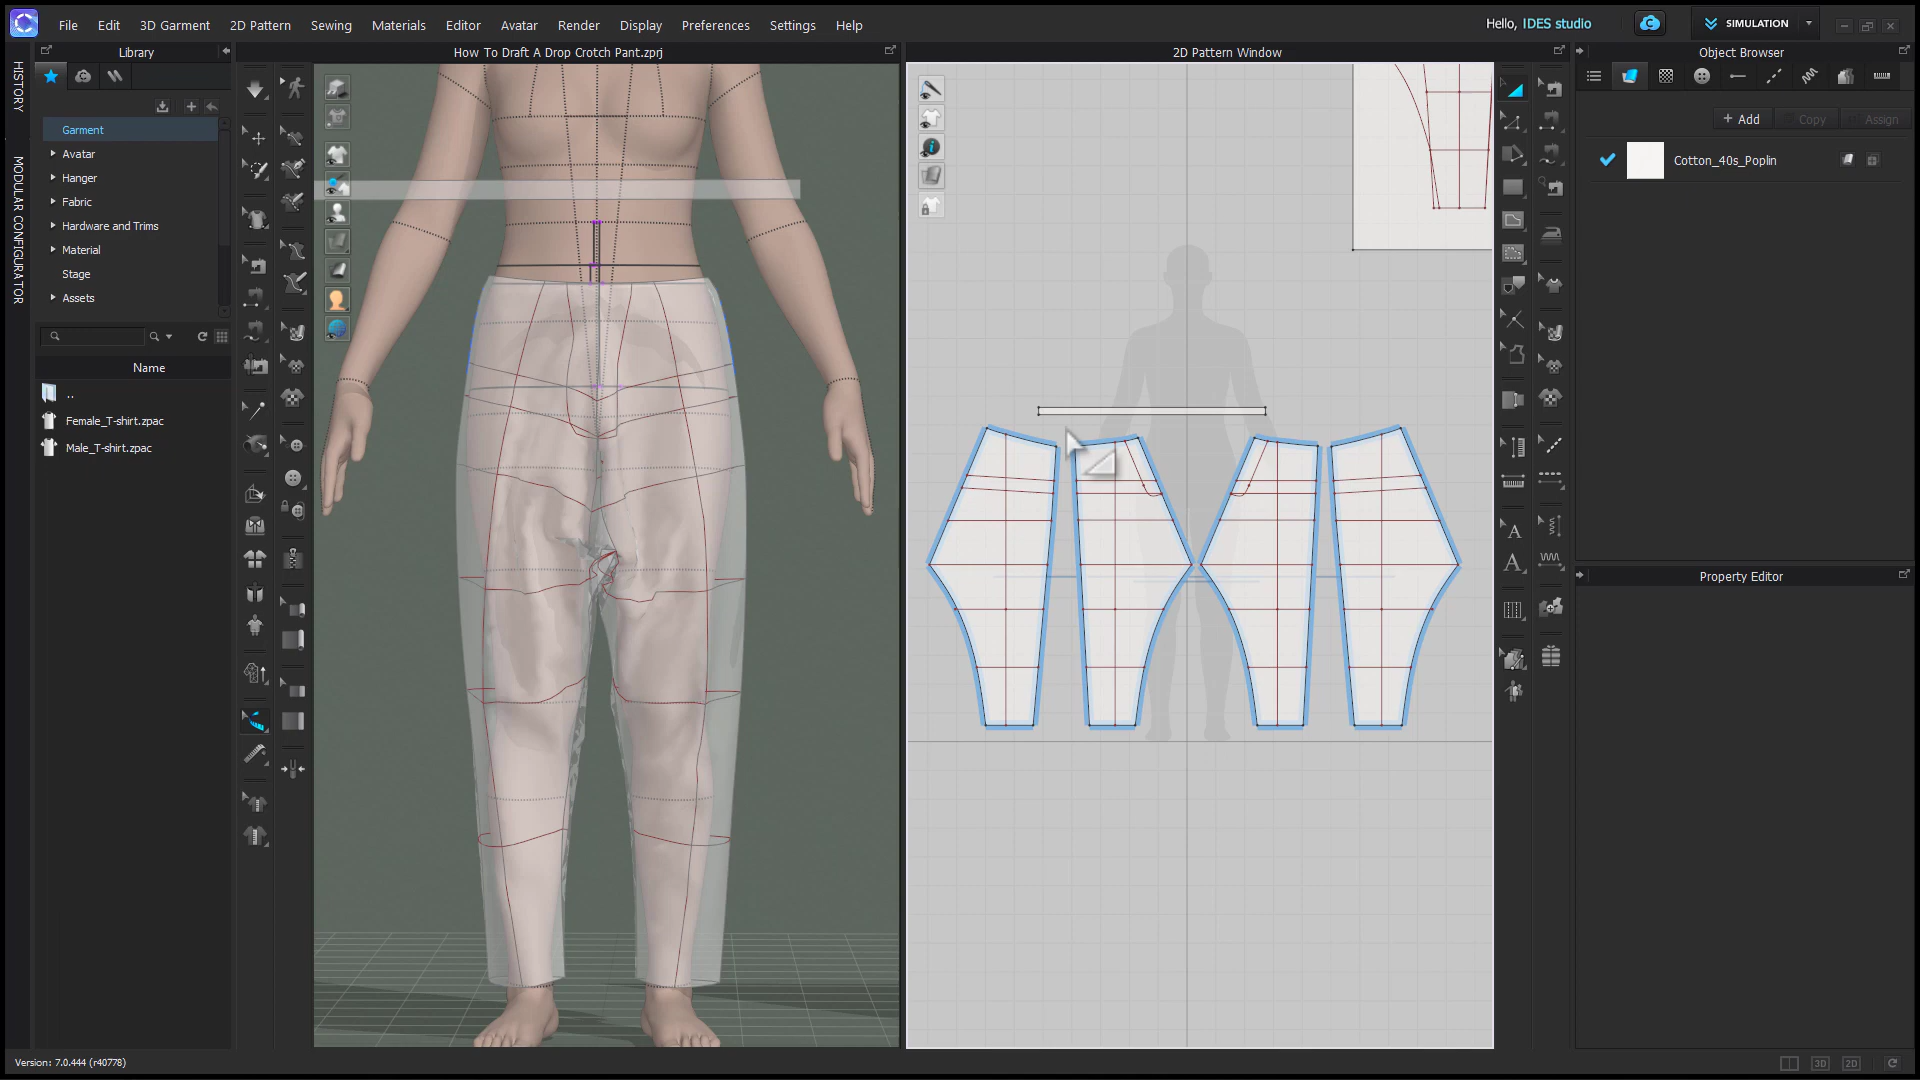 File Edit 3D Garment 2D Pattern Sewing Materials Editor Avatar Render Display Preferences Settings Help
Hello, IDES studio
SIMULATION
HISTORY
MODULAR CONFIGURATOR
Library
Garment
Avatar
Hanger
Fabric
Hardware and Trims
Material
Stage
Assets
Name
..
Female_T-shirt.zpac
Male_T-shirt.zpac
How To Draft A Drop Crotch Pant.zprj
2D Pattern Window
Object Browser
+ Add Copy Assign
Cotton_40s_Poplin
Property Editor
Version: 7.0.444 (r40778)
3D 2D